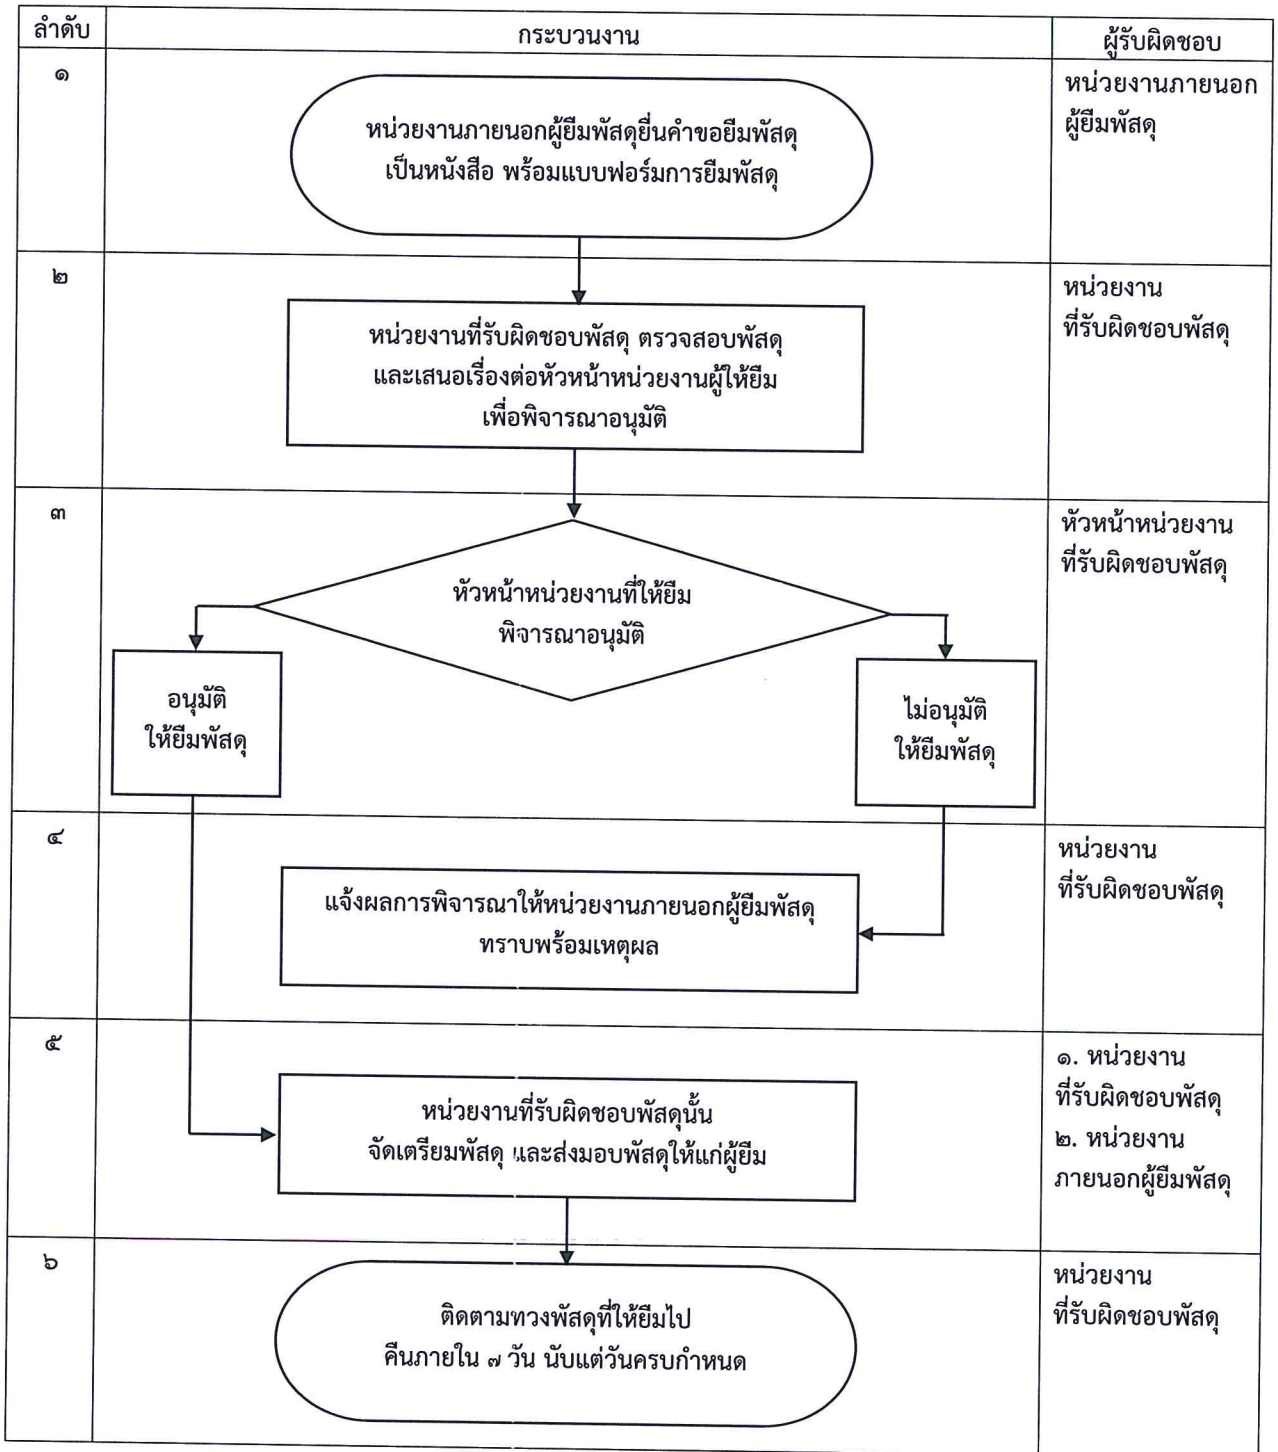 ลำดับ
กระบวนงาน
ผู้รับผิดชอบ
๑
หน่วยงานภายนอกผู้ยืมพัสดุยื่นคำขอยืมพัสดุ
เป็นหนังสือ พร้อมแบบฟอร์มการยืมพัสดุ
หน่วยงานภายนอก
ผู้ยืมพัสดุ
๒
หน่วยงานที่รับผิดชอบพัสดุ ตรวจสอบพัสดุ
และเสนอเรื่องต่อหัวหน้าหน่วยงานผู้ให้ยืม
เพื่อพิจารณาอนุมัติ
หน่วยงาน
ที่รับผิดชอบพัสดุ
๓
หัวหน้าหน่วยงานที่ให้ยืม
พิจารณาอนุมัติ
อนุมัติ
ให้ยืมพัสดุ
ไม่อนุมัติ
ให้ยืมพัสดุ
หัวหน้าหน่วยงาน
ที่รับผิดชอบพัสดุ
๔
แจ้งผลการพิจารณาให้หน่วยงานภายนอกผู้ยืมพัสดุ
ทราบพร้อมเหตุผล
หน่วยงาน
ที่รับผิดชอบพัสดุ
๕
หน่วยงานที่รับผิดชอบพัสดุนั้น
จัดเตรียมพัสดุ และส่งมอบพัสดุให้แก่ผู้ยืม
๑. หน่วยงาน
ที่รับผิดชอบพัสดุ
๒. หน่วยงาน
ภายนอกผู้ยืมพัสดุ
๖
ติดตามทวงพัสดุที่ให้ยืมไป
คืนภายใน ๗ วัน นับแต่วันครบกำหนด
หน่วยงาน
ที่รับผิดชอบพัสดุ